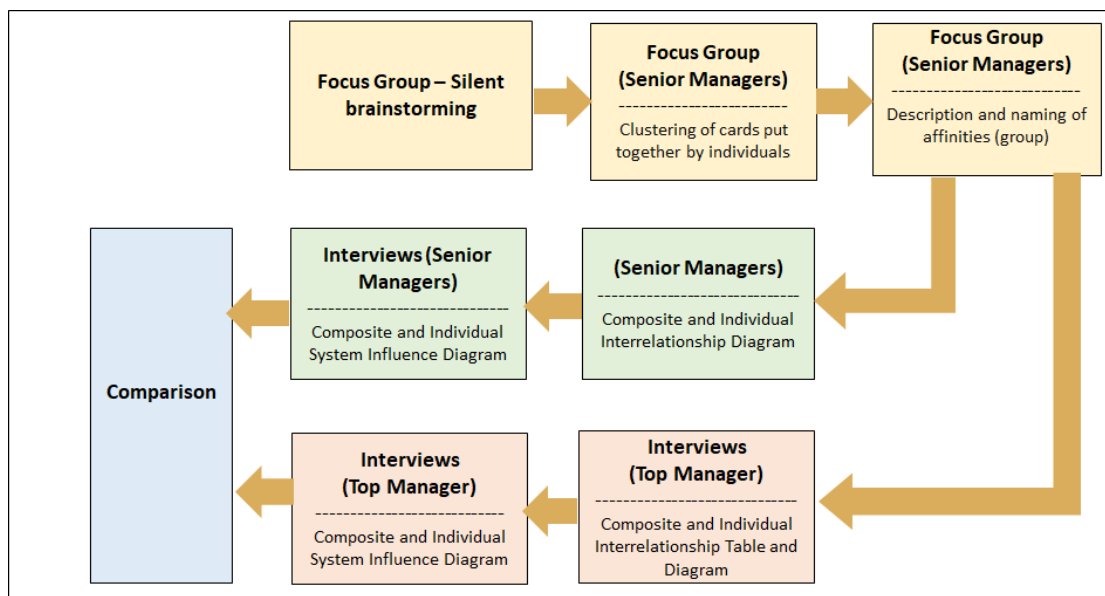 Focus Group – Silent
brainstorming
Focus Group
(Senior Managers)
--------------------------
Clustering of cards put
together by individuals
Focus Group
(Senior Managers)
-----------------------------
Description and naming of
affinities (group)
(Senior Managers)
-------------------------------
Composite and Individual
Interrelationship Diagram
Interviews (Senior
Managers)
-------------------------------
Composite and Individual
System Influence Diagram
Interviews
(Top Manager)
-------------------------------
Composite and Individual
Interrelationship Table and
Diagram
Interviews
(Top Manager)
-----------------------------
Composite and Individual
System Influence Diagram
Comparison